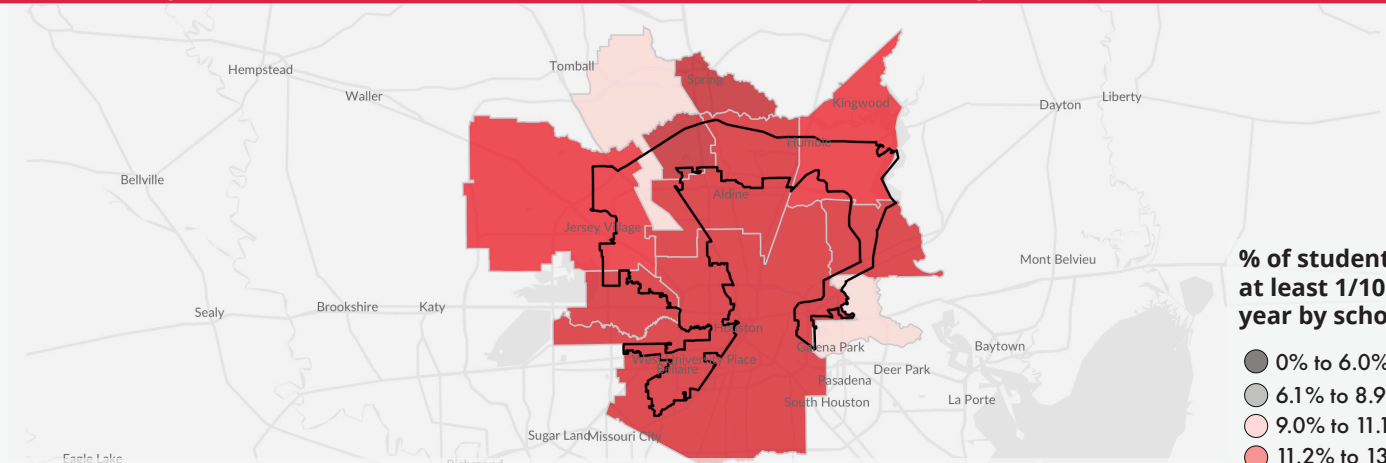 Tomball
Hempstead
Spring
Waller
Kingwood
Liberty
Dayton
Humble
Bellville
Aldine
Jersey Village
Mont Belvieu
% of student
at least 1/10
year by scho
Sealy
Brookshire
Katy
Houston
Galena Park
Baytown
West University Place
Bellaire
Deer Park
0% to 6.0%
Pasadena
6.1% to 8.9
South Houston
La Porte
9.0% to 11.1
Sugar Land
Missouri City
11.2% to 13
Eagle Lake